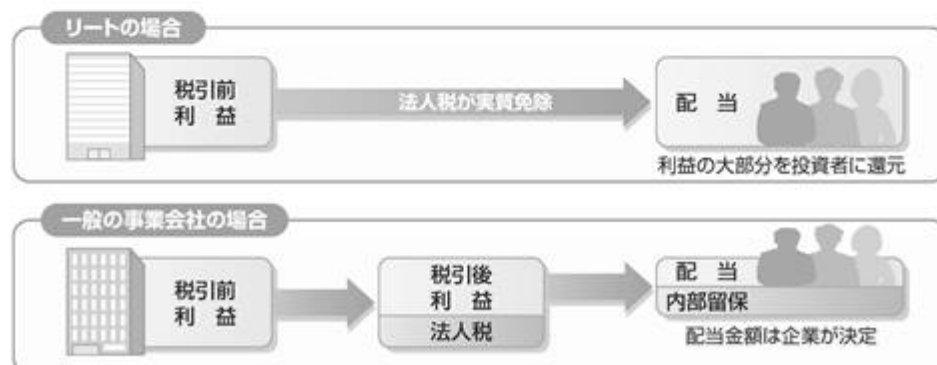 リートの場合
税引前
利 益
法人税が実質免除
配 当
利益の大部分を投資者に還元
一般の事業会社の場合
税引前
利 益
税引後
利 益
法人税
配 当
内部留保
配当金額は企業が決定